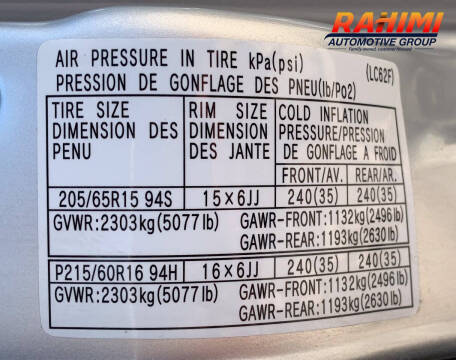 RAHIMI
AUTOMOTIVE GROUP
AIR PRESSURE IN TIRE kPa(psi)
(LC62F)
PRESSION DE GONFLAGE DES PNEU(lb/Po2)
TIRE SIZE
DIMENSION DES
PENU
RIM SIZE
DIMENSION
DES JANTE
COLD INFLATION
PRESSURE/PRESSION
DE GONFLAGE A FROID
FRONT/AV. REAR/AR.
205/65R15 94S 15×6JJ 240(35) 240(35)
GVWR:2303kg(5077lb) GAWR-FRONT:1132kg(2496lb)
GAWR-REAR:1193kg(2630lb)
P215/60R16 94H 16×6JJ 240(35) 240(35)
GVWR:2303kg(5077lb) GAWR-FRONT:1132kg(2496lb)
GAWR-REAR:1193kg(2630lb)